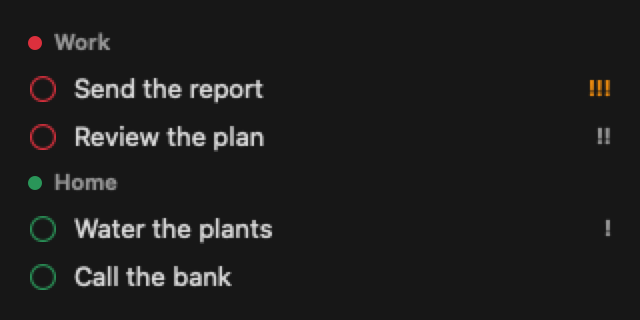 Work
Send the report !!!
Review the plan !!
Home
Water the plants !
Call the bank